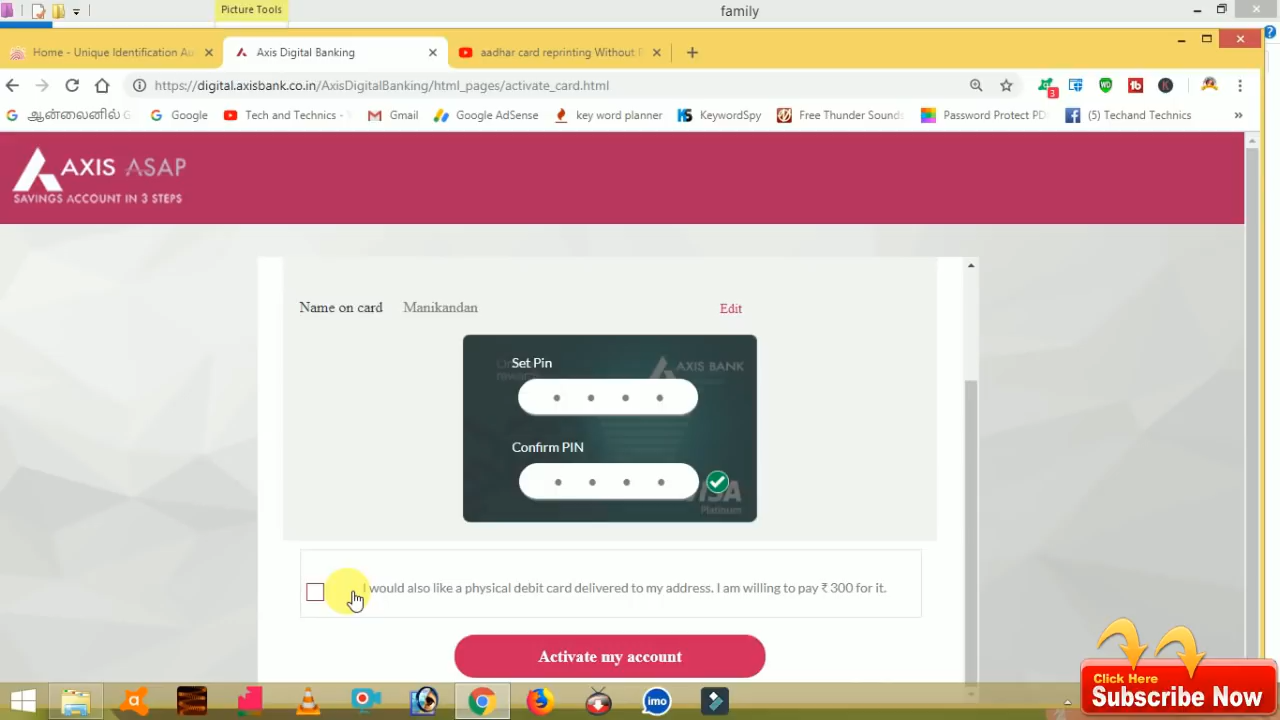 Picture Tools
family
Home - Unique Identification Au
Axis Digital Banking
aadhar card reprinting Without
https://digital.axisbank.co.in/AxisDigitalBanking/html_pages/activate_card.html
3
ஆன்லைனில்
Google
Tech and Technics -
Gmail
Google AdSense
key word planner
KeywordSpy
Free Thunder Sounds
Password Protect PD
(5) Techand Technics
AXIS ASAP
SAVINGS ACCOUNT IN 3 STEPS
Name on card
Manikandan
Edit
Set Pin
AXIS BANK
Confirm PIN
VISA
Platinum
I would also like a physical debit card delivered to my address. I am willing to pay ₹ 300 for it.
Activate my account
imo
Click Here
Subscribe Now